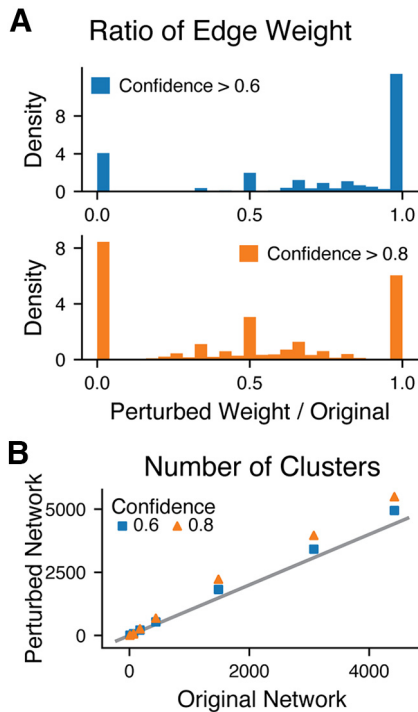 A
Ratio of Edge Weight
Confidence > 0.6
Density
8
4
0
0.0 0.5 1.0
Confidence > 0.8
Density
8
4
0
0.0 0.5 1.0
Perturbed Weight / Original
B
Number of Clusters
Perturbed Network
Confidence
0.6 0.8
5000
2500
0
0 2000 4000
Original Network